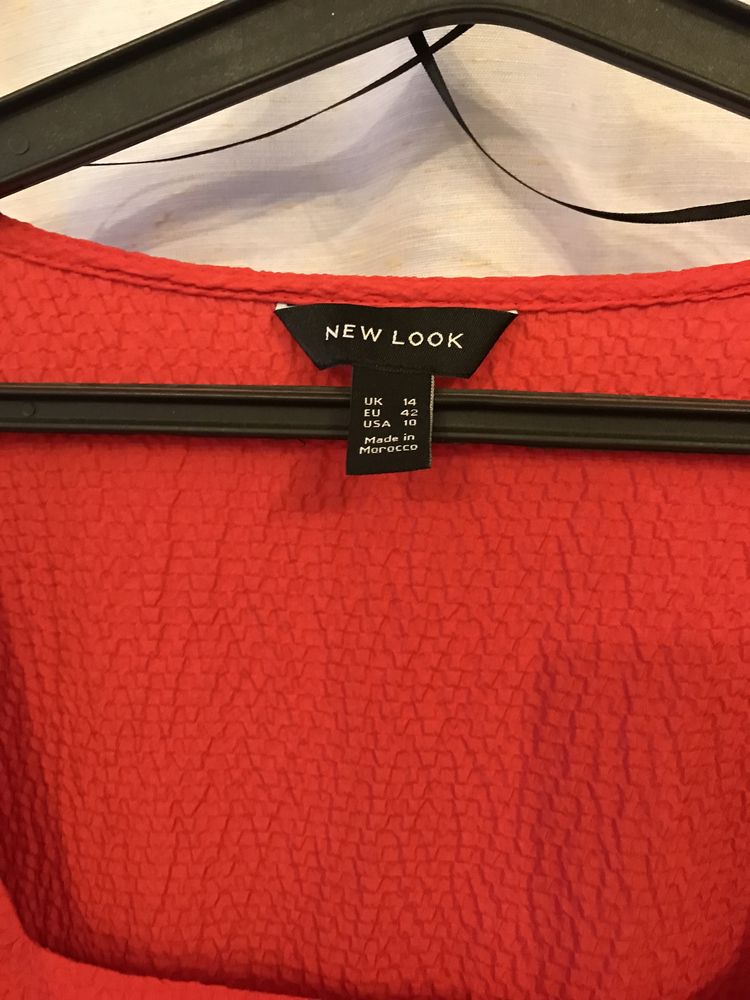 NEW LOOK
UK 14
EU 42
USA 10
Made in
Morocco